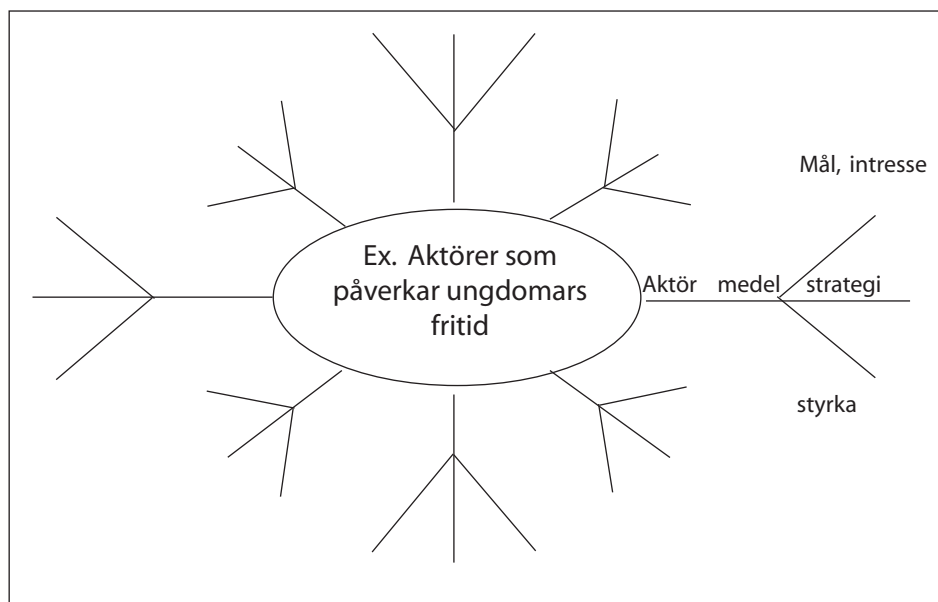 Mål, intresse
Ex. Aktörer som
påverkar ungdomars
fritid
Aktör medel strategi
styrka